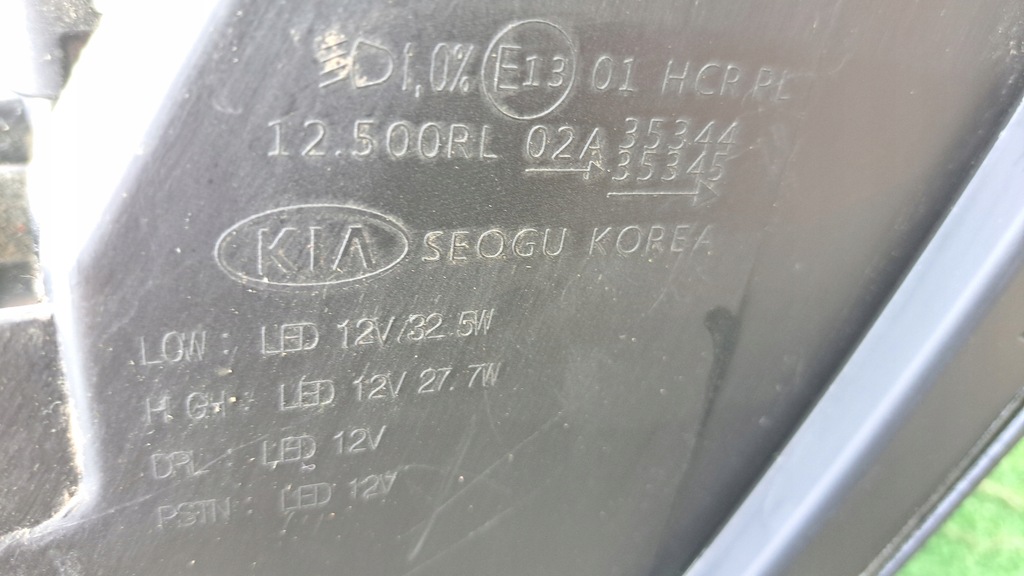 1,0% E13 01 HCR PL
12.500RL 02A 35344
35345
KIA SEOGU KOREA
LOW : LED 12V/32.5W
HIGH : LED 12V 27.7W
DRL : LED 12V
PSTN : LED 12V